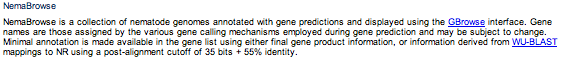 NemaBrowse
NemaBrowse is a collection of nematode genomes annotated with gene predictions and displayed using the GBrowse interface. Gene
names are those assigned by the various gene calling mechanisms employed during gene prediction and may be subject to change.
Minimal annotation is made available in the gene list using either final gene product information, or information derived from WU-BLAST
mappings to NR using a post-alignment cutoff of 35 bits + 55% identity.